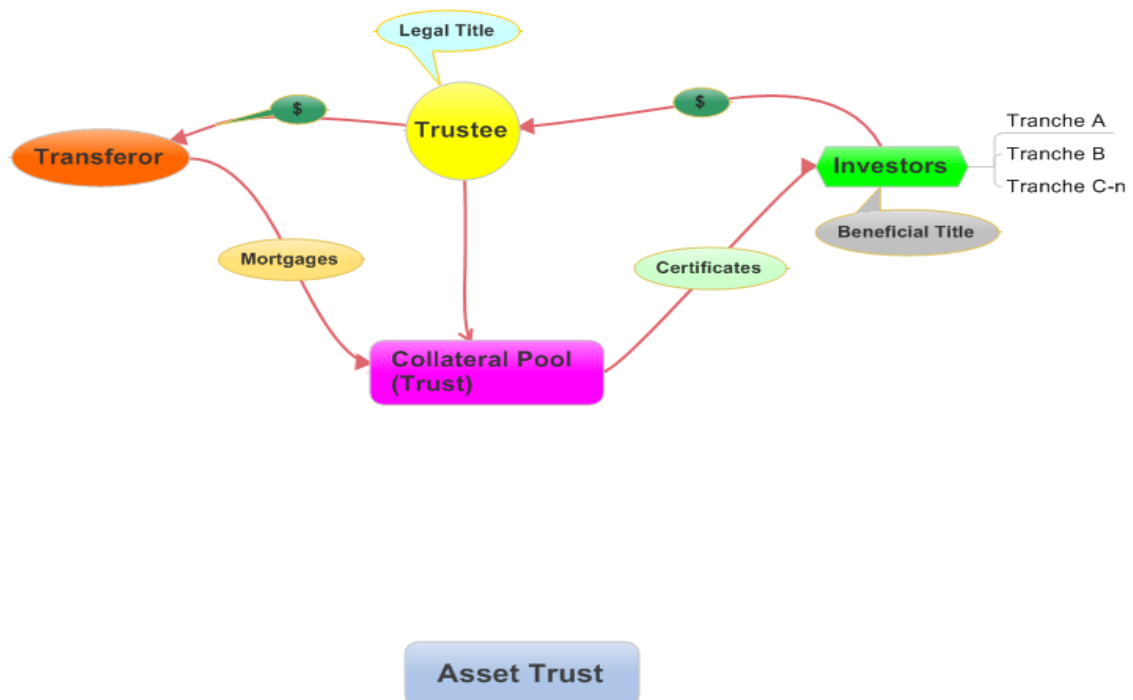 Legal Title
$
$
Trustee
Tranche A
Transferor
Investors
Tranche B
Tranche C-n
Beneficial Title
Mortgages
Certificates
Collateral Pool
(Trust)
Asset Trust